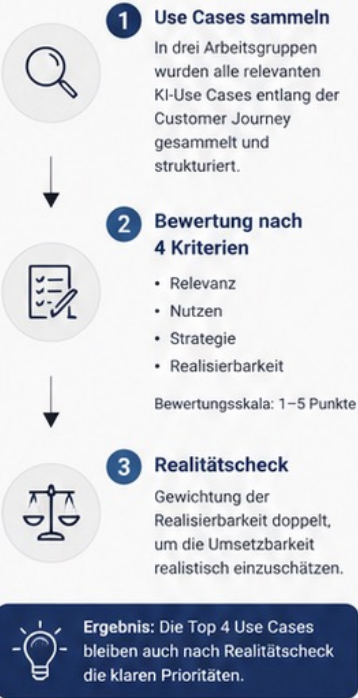 1 Use Cases sammeln
In drei Arbeitsgruppen
wurden alle relevanten
KI-Use Cases entlang der
Customer Journey
gesammelt und
strukturiert.
2 Bewertung nach
4 Kriterien
• Relevanz
• Nutzen
• Strategie
• Realisierbarkeit
Bewertungsskala: 1–5 Punkte
3 Realitätscheck
Gewichtung der
Realisierbarkeit doppelt,
um die Umsetzbarkeit
realistisch einzuschätzen.
Ergebnis: Die Top 4 Use Cases
bleiben auch nach Realitätscheck
die klaren Prioritäten.